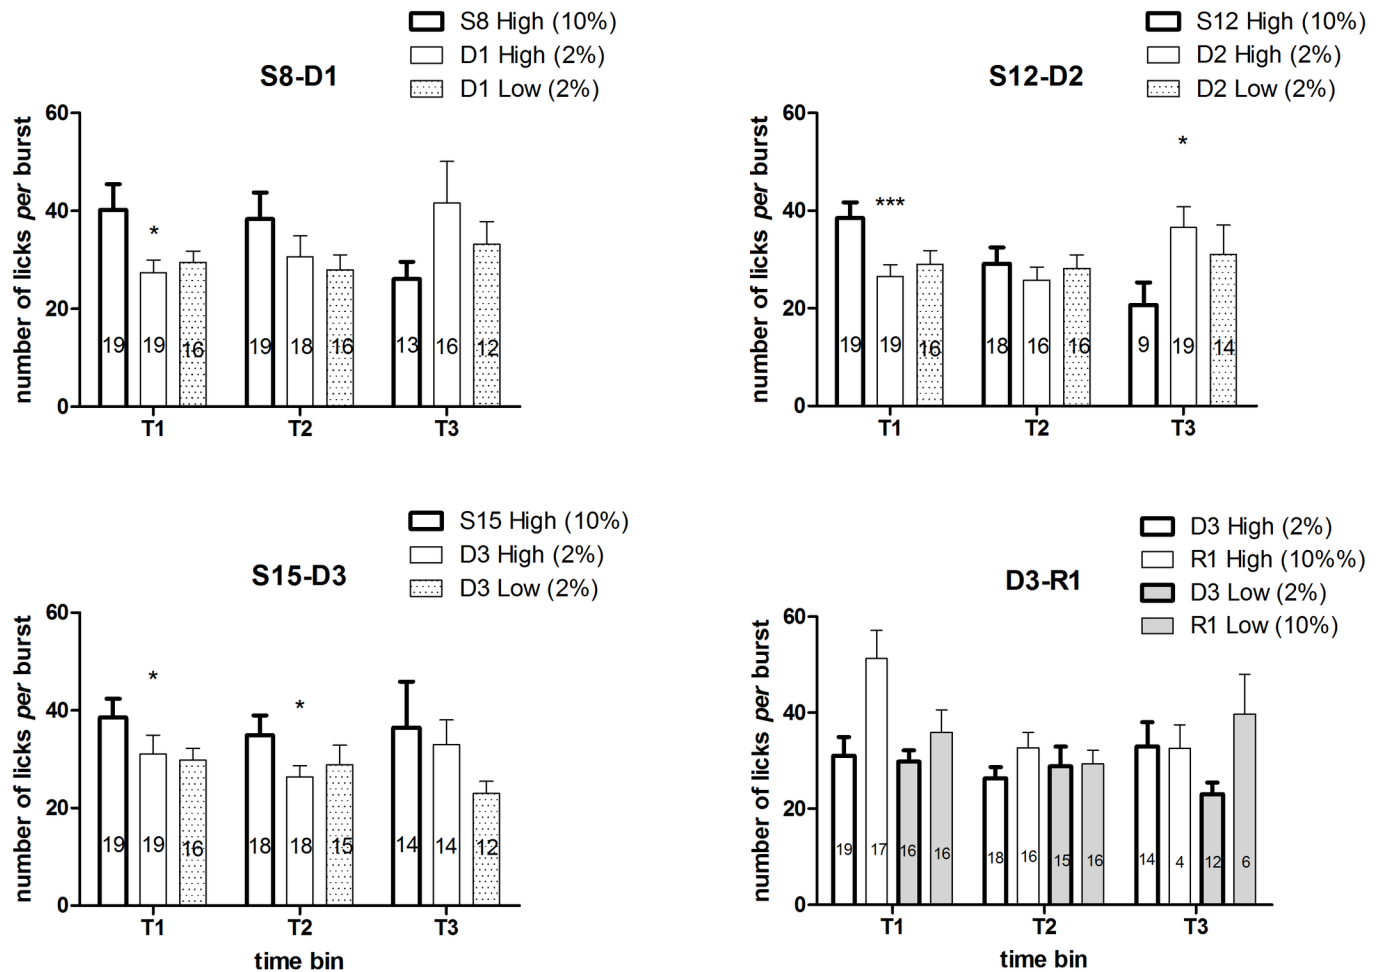 S8 High (10%)
D1 High (2%)
D1 Low (2%)
S8-D1
number of licks per burst
60
40
20
0
*
19
19
16
19
18
16
13
16
12
T1
T2
T3
S12 High (10%)
D2 High (2%)
D2 Low (2%)
S12-D2
number of licks per burst
60
40
20
0
***
*
19
19
16
18
16
16
9
19
14
T1
T2
T3
S15 High (10%)
D3 High (2%)
D3 Low (2%)
S15-D3
number of licks per burst
60
40
20
0
*
*
19
19
16
18
18
15
14
14
12
T1
T2
T3
time bin
D3 High (2%)
R1 High (10%%)
D3 Low (2%)
R1 Low (10%)
D3-R1
number of licks per burst
60
40
20
0
19
17
16
16
18
16
15
16
14
4
12
6
T1
T2
T3
time bin